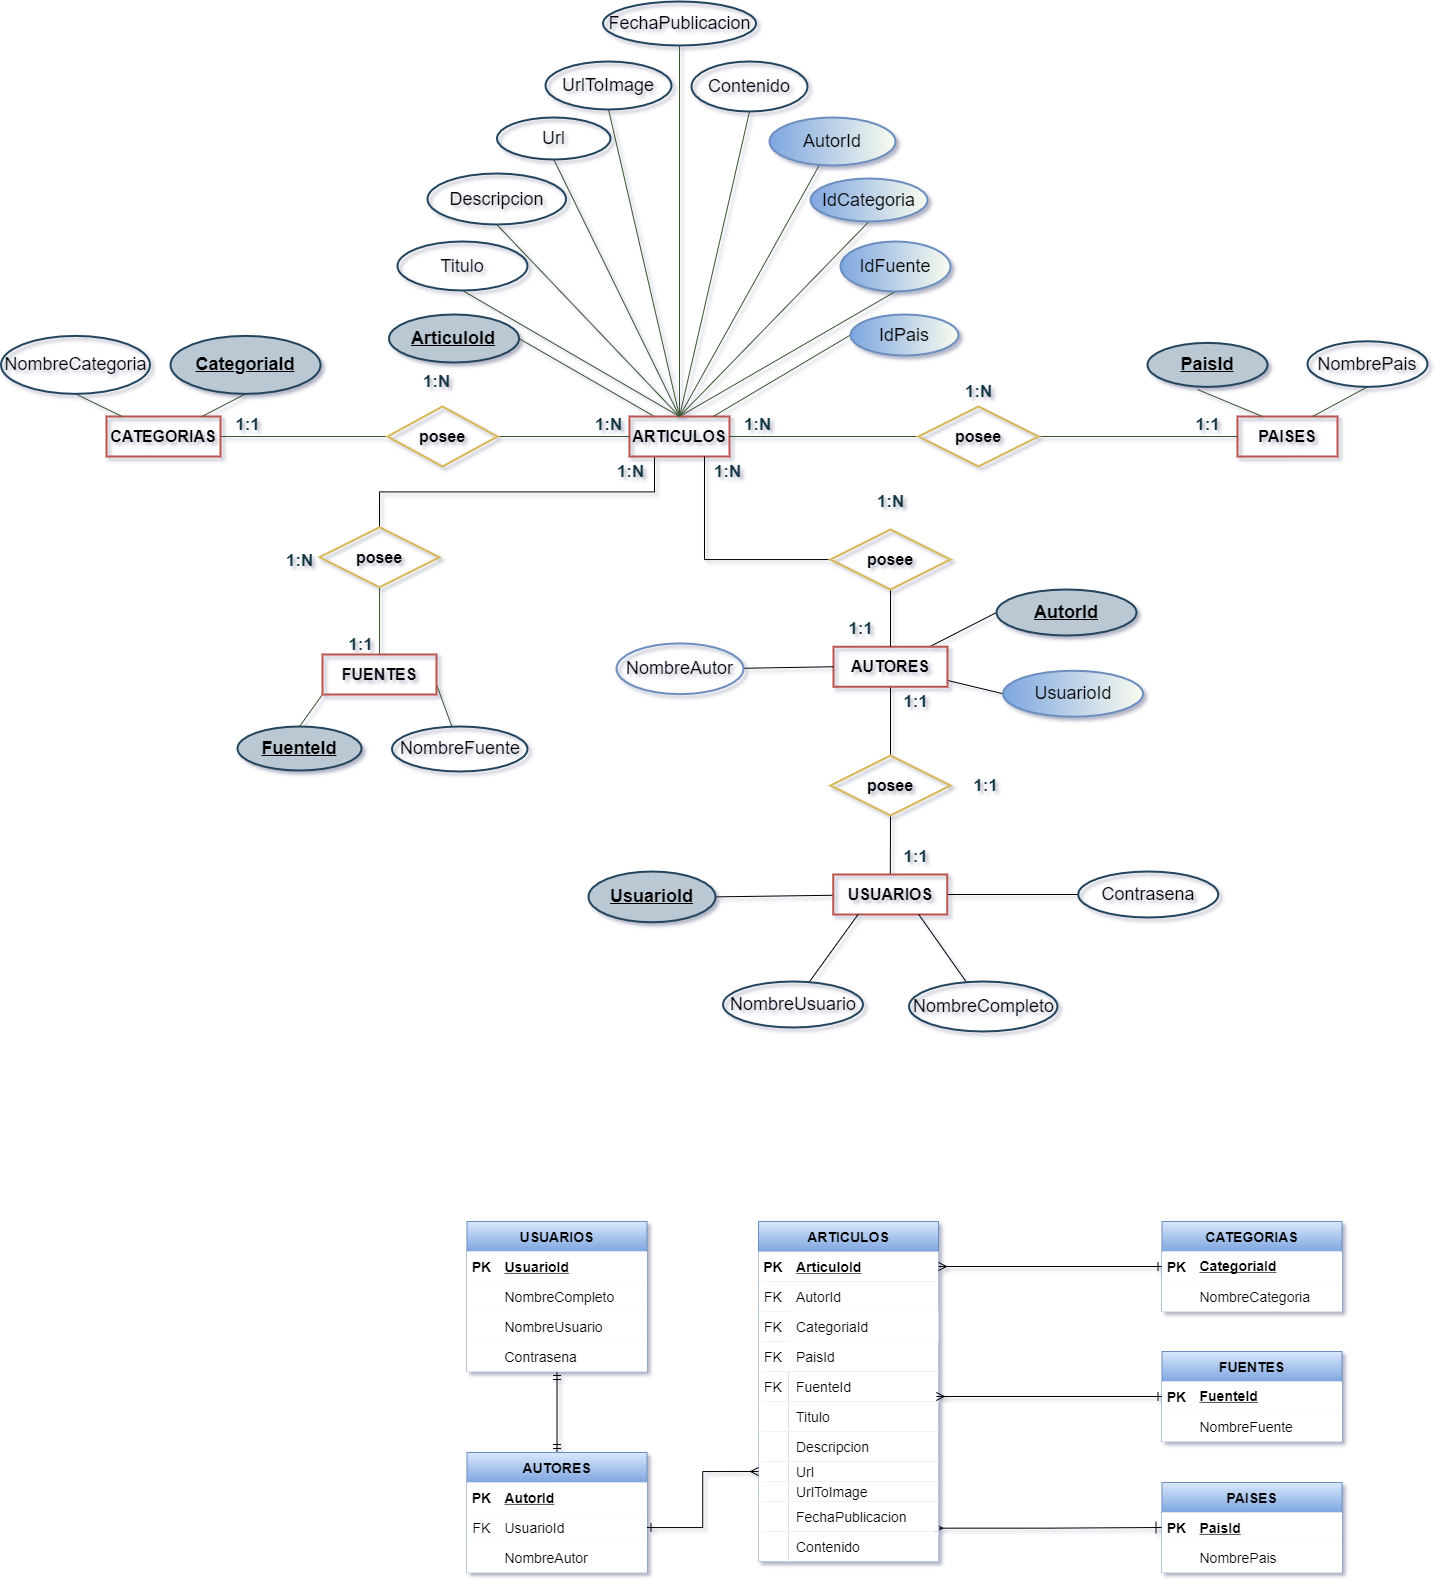 FechaPublicacion
UrlToImage
Contenido
Url
AutorId
Descripcion
IdCategoria
Titulo
IdFuente
ArticuloId
IdPais
NombreCategoria
CategoriaId
PaisId
NombrePais
1:N
1:N
CATEGORIAS
1:1
posee
1:N
ARTICULOS
1:N
posee
1:1
PAISES
1:N
1:N
1:N
1:N
posee
posee
1:1
1:1
AutorId
FUENTES
NombreAutor
AUTORES
UsuarioId
1:1
FuenteId
NombreFuente
posee
1:1
1:1
UsuarioId
USUARIOS
Contrasena
NombreUsuario
NombreCompleto
USUARIOS
PK UsuarioId
NombreCompleto
NombreUsuario
Contrasena
AUTORES
PK AutorId
FK UsuarioId
NombreAutor
ARTICULOS
PK ArticuloId
FK AutorId
FK CategoriaId
FK PaisId
FK FuenteId
Titulo
Descripcion
Url
UrlToImage
FechaPublicacion
Contenido
CATEGORIAS
PK CategoriaId
NombreCategoria
FUENTES
PK FuenteId
NombreFuente
PAISES
PK PaisId
NombrePais